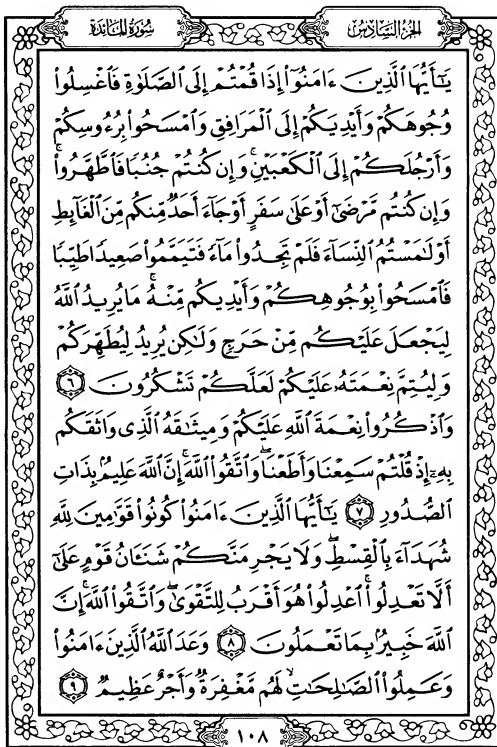 الجزء السادس
سورة المائدة
يَٰٓأَيُّهَا ٱلَّذِينَ ءَامَنُوٓا۟ إِذَا قُمْتُمْ إِلَى ٱلصَّلَوٰةِ فَٱغْسِلُوا۟
وُجُوهَكُمْ وَأَيْدِيَكُمْ إِلَى ٱلْمَرَافِقِ وَٱمْسَحُوا۟ بِرُءُوسِكُمْ
وَأَرْجُلَكُمْ إِلَى ٱلْكَعْبَيْنِ ۚ وَإِن كُنتُمْ جُنُبًا فَٱطَّهَّرُوا۟ ۚ
وَإِن كُنتُم مَّرْضَىٰٓ أَوْ عَلَىٰ سَفَرٍ أَوْ جَآءَ أَحَدٌ مِّنكُم مِّنَ ٱلْغَآئِطِ
أَوْ لَٰمَسْتُمُ ٱلنِّسَآءَ فَلَمْ تَجِدُوا۟ مَآءً فَتَيَمَّمُوا۟ صَعِيدًا طَيِّبًا
فَٱمْسَحُوا۟ بِوُجُوهِكُمْ وَأَيْدِيكُم مِّنْهُ ۚ مَا يُرِيدُ ٱللَّهُ
لِيَجْعَلَ عَلَيْكُم مِّنْ حَرَجٍ وَلَٰكِن يُرِيدُ لِيُطَهِّرَكُمْ
وَلِيُتِمَّ نِعْمَتَهُۥ عَلَيْكُمْ لَعَلَّكُمْ تَشْكُرُونَ ٦
وَٱذْكُرُوا۟ نِعْمَةَ ٱللَّهِ عَلَيْكُمْ وَمِيثَٰقَهُ ٱلَّذِى وَاثَقَكُم
بِهِۦٓ إِذْ قُلْتُمْ سَمِعْنَا وَأَطَعْنَا ۖ وَٱتَّقُوا۟ ٱللَّهَ ۚ إِنَّ ٱللَّهَ عَلِيمٌۢ بِذَاتِ
ٱلصُّدُورِ ٧ يَٰٓأَيُّهَا ٱلَّذِينَ ءَامَنُوا۟ كُونُوا۟ قَوَّٰمِينَ لِلَّهِ
شُهَدَآءَ بِٱلْقِسْطِ ۖ وَلَا يَجْرِمَنَّكُمْ شَنَـَٔانُ قَوْمٍ عَلَىٰٓ
أَلَّا تَعْدِلُوا۟ ۚ ٱعْدِلُوا۟ هُوَ أَقْرَبُ لِلتَّقْوَىٰ ۖ وَٱتَّقُوا۟ ٱللَّهَ ۚ إِنَّ
ٱللَّهَ خَبِيرٌۢ بِمَا تَعْمَلُونَ ٨ وَعَدَ ٱللَّهُ ٱلَّذِينَ ءَامَنُوا۟
وَعَمِلُوا۟ ٱلصَّٰلِحَٰتِ ۙ لَهُم مَّغْفِرَةٌ وَأَجْرٌ عَظِيمٌ ٩
١٠٨